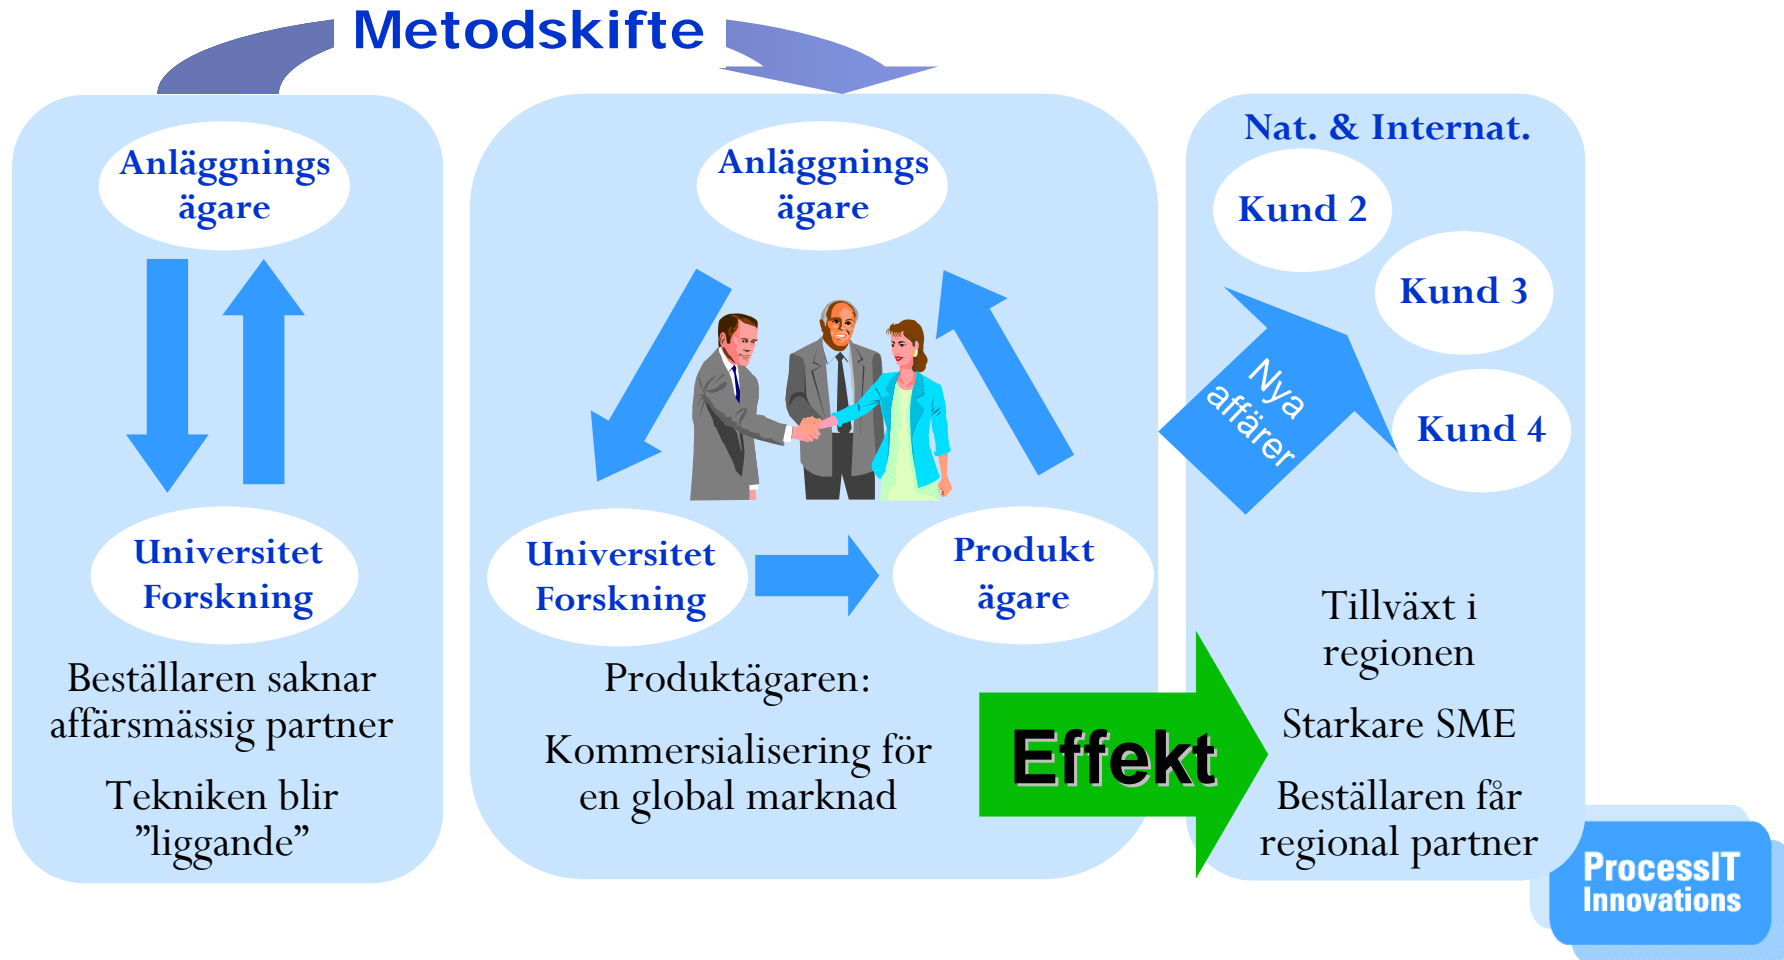 Metodskifte
Anläggnings
ägare
Universitet
Forskning
Beställaren saknar
affärsmässig partner
Tekniken blir
”liggande”
Anläggnings
ägare
Universitet
Forskning
Produkt
ägare
Produktägaren:
Kommersialisering för
en global marknad
Effekt
Nat. & Internat.
Kund 2
Kund 3
Kund 4
Nya
affärer
Tillväxt i
regionen
Starkare SME
Beställaren får
regional partner
ProcessIT
Innovations